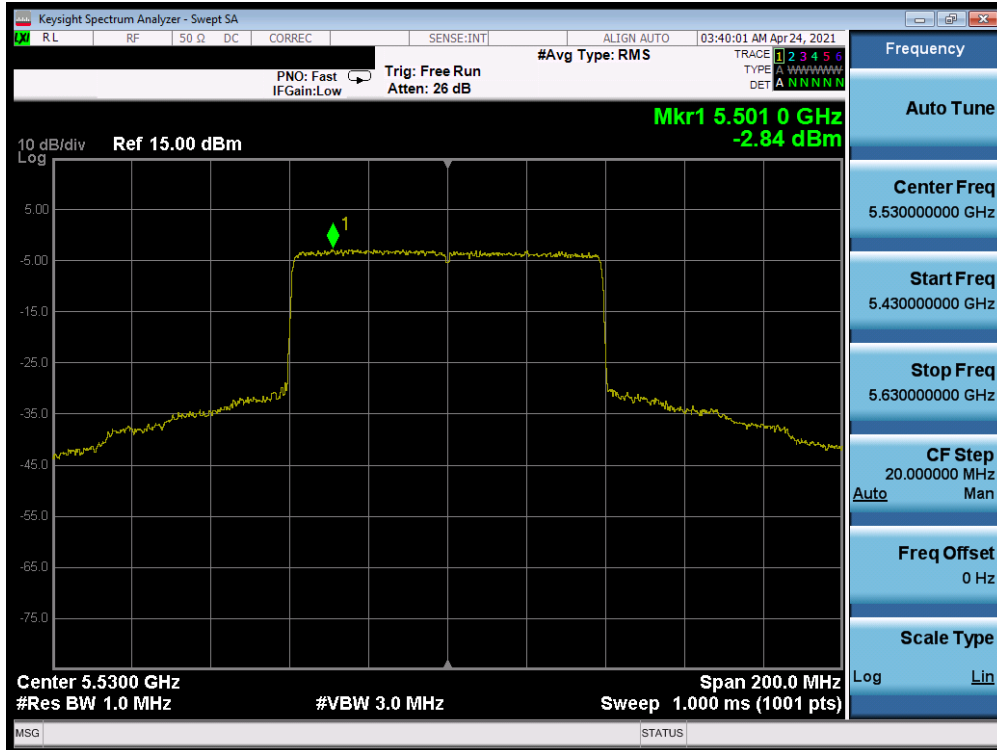 Keysight Spectrum Analyzer - Swept SA
LXI RL RF 50 Ω DC CORREC SENSE:INT ALIGN AUTO 03:40:01 AM Apr 24, 2021
#Avg Type: RMS
TRACE 1 2 3 4 5 6
TYPE A WWWWW
DET A N N N N N
PNO: Fast
IFGain:Low
Trig: Free Run
Atten: 26 dB
Mkr1 5.501 0 GHz
-2.84 dBm
10 dB/div Ref 15.00 dBm
Log
5.00
-5.00
-15.0
-25.0
-35.0
-45.0
-55.0
-65.0
-75.0
1
Center 5.5300 GHz
Span 200.0 MHz
#Res BW 1.0 MHz
#VBW 3.0 MHz
Sweep 1.000 ms (1001 pts)
MSG
STATUS
Frequency
Auto Tune
Center Freq
5.530000000 GHz
Start Freq
5.430000000 GHz
Stop Freq
5.630000000 GHz
CF Step
20.000000 MHz
Auto Man
Freq Offset
0 Hz
Scale Type
Log Lin